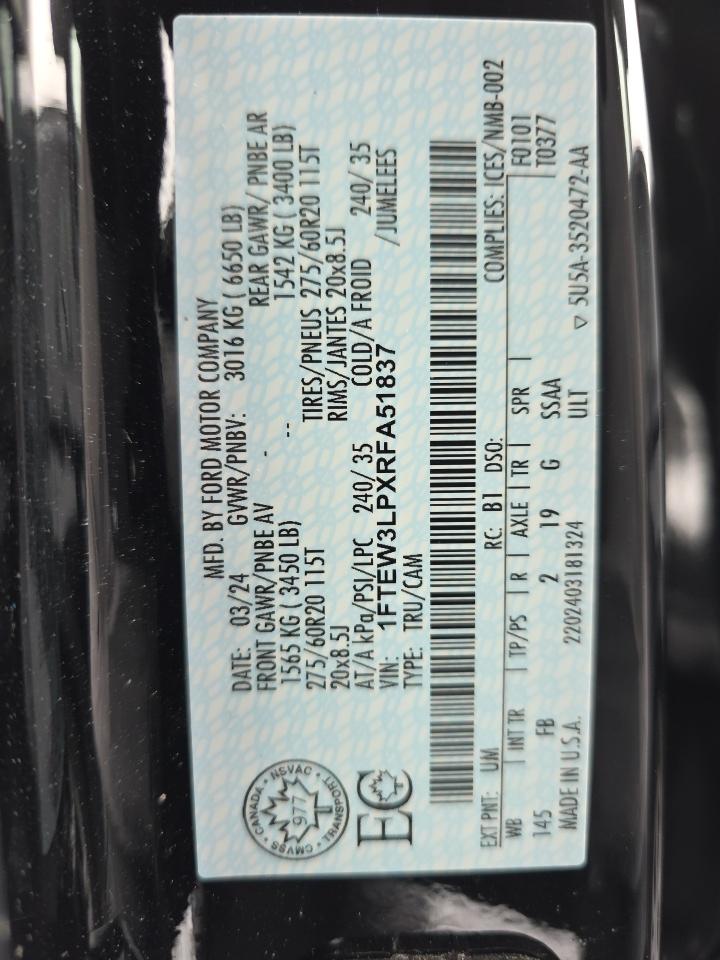 MFD. BY FORD MOTOR COMPANY
DATE: 03/24 GVWR/PNBV: 3016 KG ( 6650 LB)
FRONT GAWR/PNBE AV REAR GAWR/ PNBE AR
1565 KG ( 3450 LB) - 1542 KG ( 3400 LB)
275/60R20 115T -- TIRES/PNEUS 275/60R20 115T
20x8.5J RIMS/JANTES 20x8.5J
AT/A kPa/PSI/LPC 240/ 35 COLD/A FROID 240/ 35
VIN: 1FTEW3LPXRFA51837 /JUMELEES
TYPE: TRU/CAM
CMVSS • CANADA • NSVAC • TRANSPORT •
977
EC
EXT PNT: UM RC: B1 DSO: COMPLIES: ICES/NMB-002
WB | INT TR | TP/PS | R | AXLE | TR | SPR | F0101
T0377
145 FB 2 19 G SSAA
ULT
MADE IN U.S.A. 2202403181324 ▽ 5U5A-3520472-AA